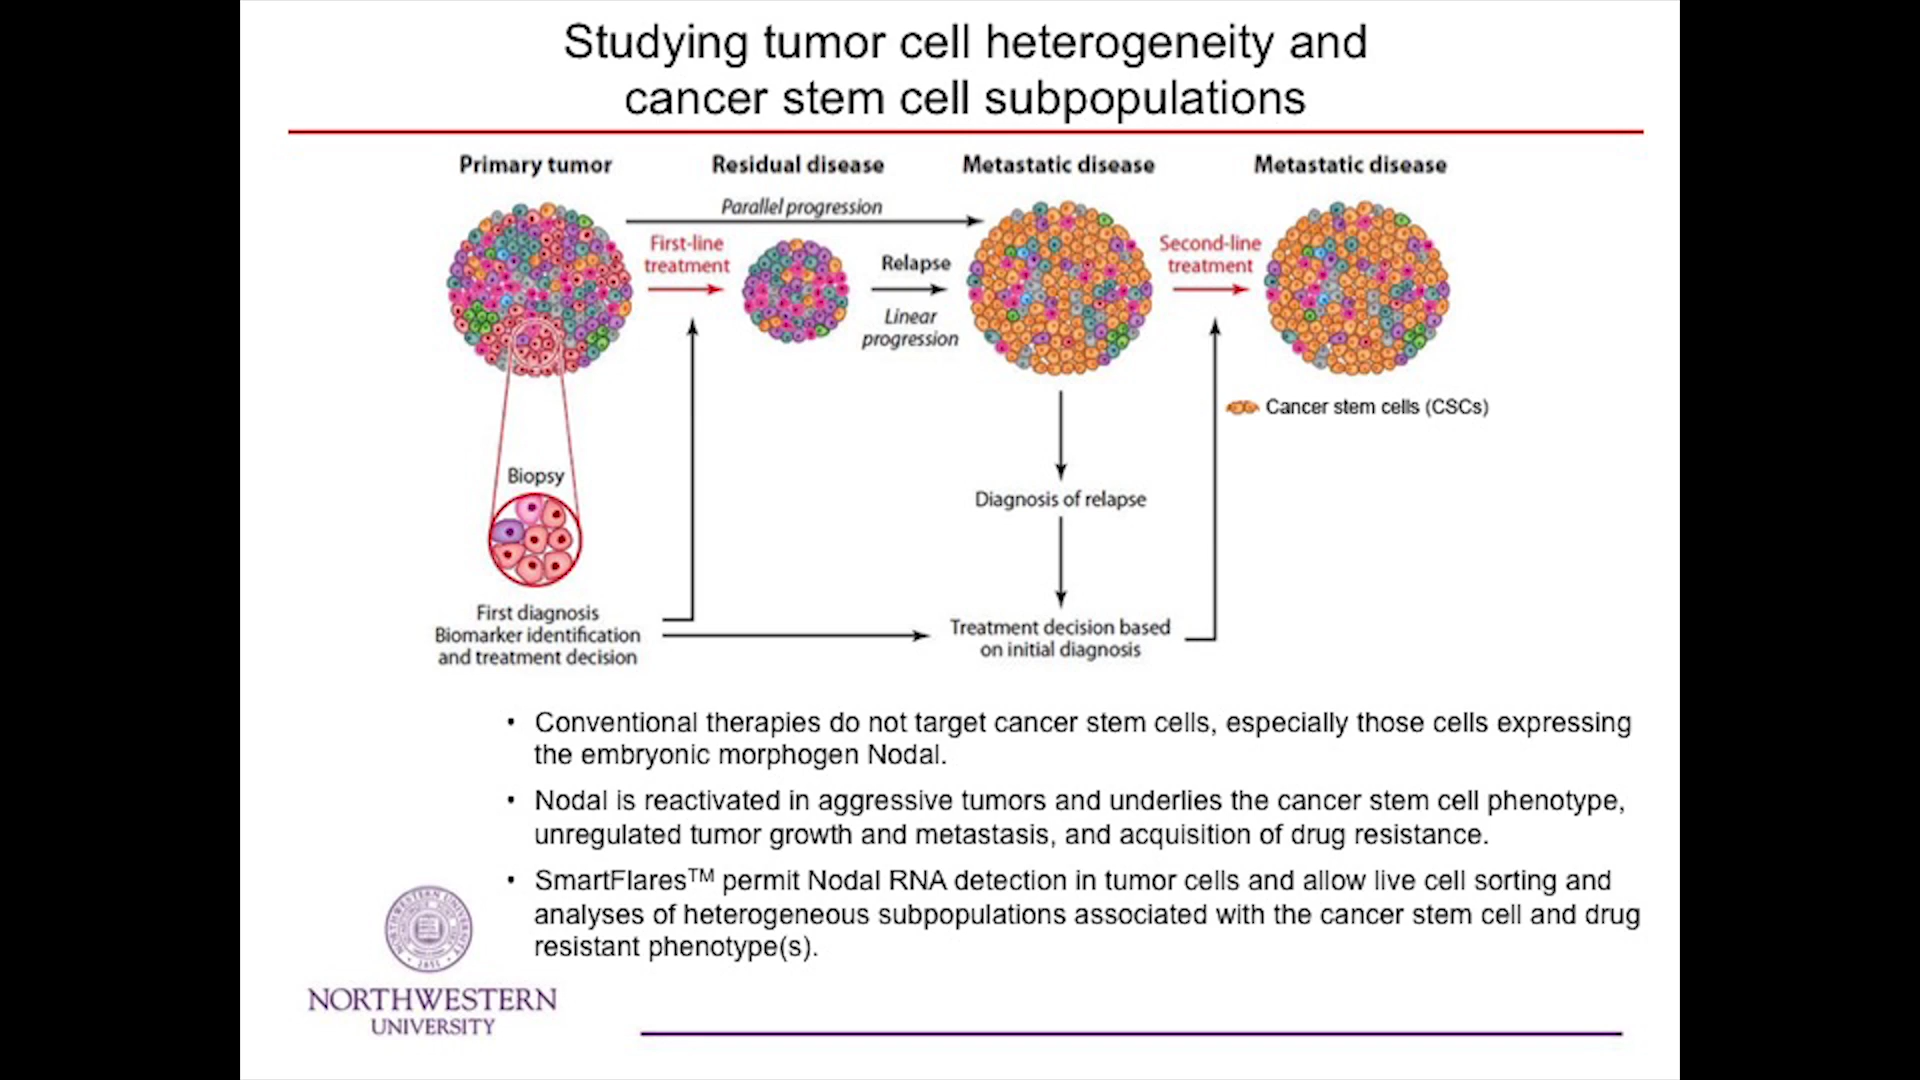 Studying tumor cell heterogeneity and
cancer stem cell subpopulations
Primary tumor
Residual disease
Metastatic disease
Metastatic disease
Parallel progression
First-line
treatment
Relapse
Linear
progression
Second-line
treatment
Cancer stem cells (CSCs)
Biopsy
Diagnosis of relapse
First diagnosis
Biomarker identification
and treatment decision
Treatment decision based
on initial diagnosis
• Conventional therapies do not target cancer stem cells, especially those cells expressing
the embryonic morphogen Nodal.
• Nodal is reactivated in aggressive tumors and underlies the cancer stem cell phenotype,
unregulated tumor growth and metastasis, and acquisition of drug resistance.
• SmartFlares™ permit Nodal RNA detection in tumor cells and allow live cell sorting and
analyses of heterogeneous subpopulations associated with the cancer stem cell and drug
resistant phenotype(s).
NORTHWESTERN UNIVERSITY
1851
NORTHWESTERN
UNIVERSITY